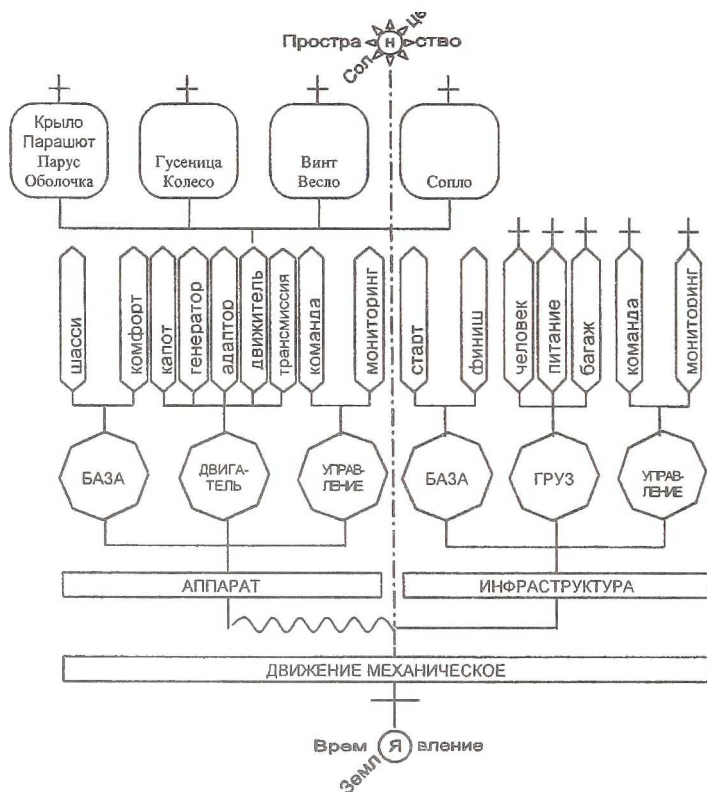 Простра Н ство
Солнце
Крыло
Парашют
Парус
Оболочка
Гусеница
Колесо
Винт
Весло
Сопло
шасси
комфорт
капот
генератор
адаптор
движитель
трансмиссия
команда
мониторинг
старт
финиш
человек
питание
багаж
команда
мониторинг
БАЗА
ДВИГА-
ТЕЛЬ
УПРАВ-
ЛЕНИЕ
БАЗА
ГРУЗ
УПРАВ-
ЛЕНИЕ
АППАРАТ
ИНФРАСТРУКТУРА
ДВИЖЕНИЕ МЕХАНИЧЕСКОЕ
Врем Я вление
Земл